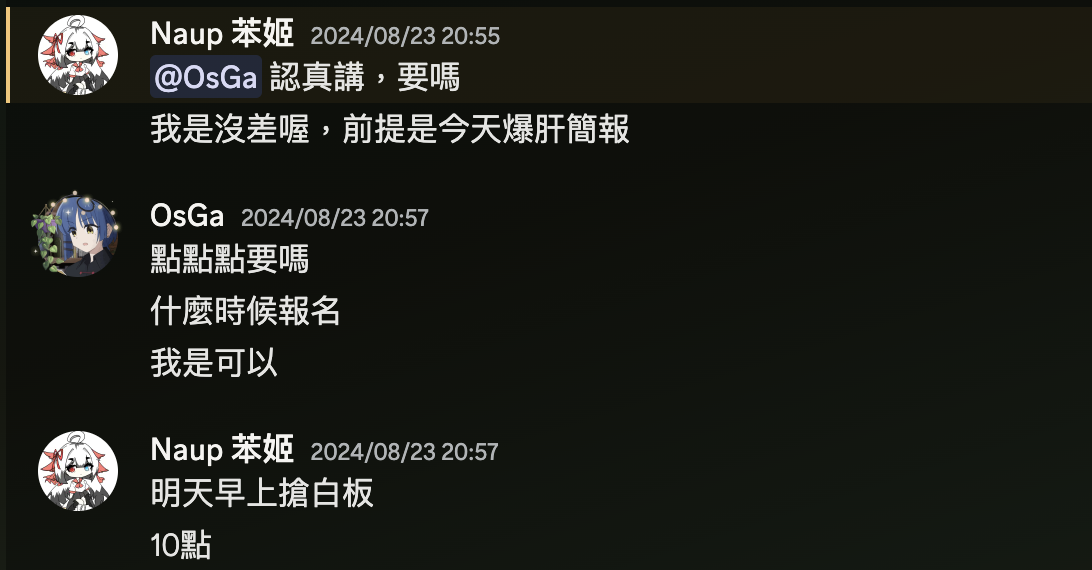 Naup 苯姬 2024/08/23 20:55
@OsGa 認真講，要嗎
我是沒差喔，前提是今天爆肝簡報
OsGa 2024/08/23 20:57
點點點要嗎
什麼時候報名
我是可以
Naup 苯姬 2024/08/23 20:57
明天早上搶白板
10點